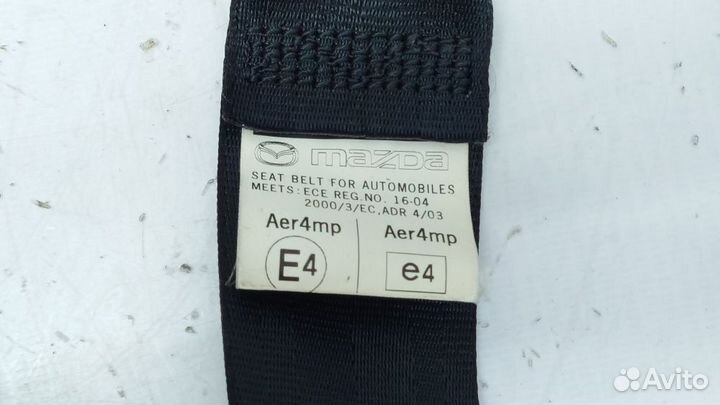 mazda
SEAT BELT FOR AUTOMOBILES
MEETS:ECE REG.NO. 16-04
2000/3/EC,ADR 4/03
Aer4mp Aer4mp
E4 e4
Avito